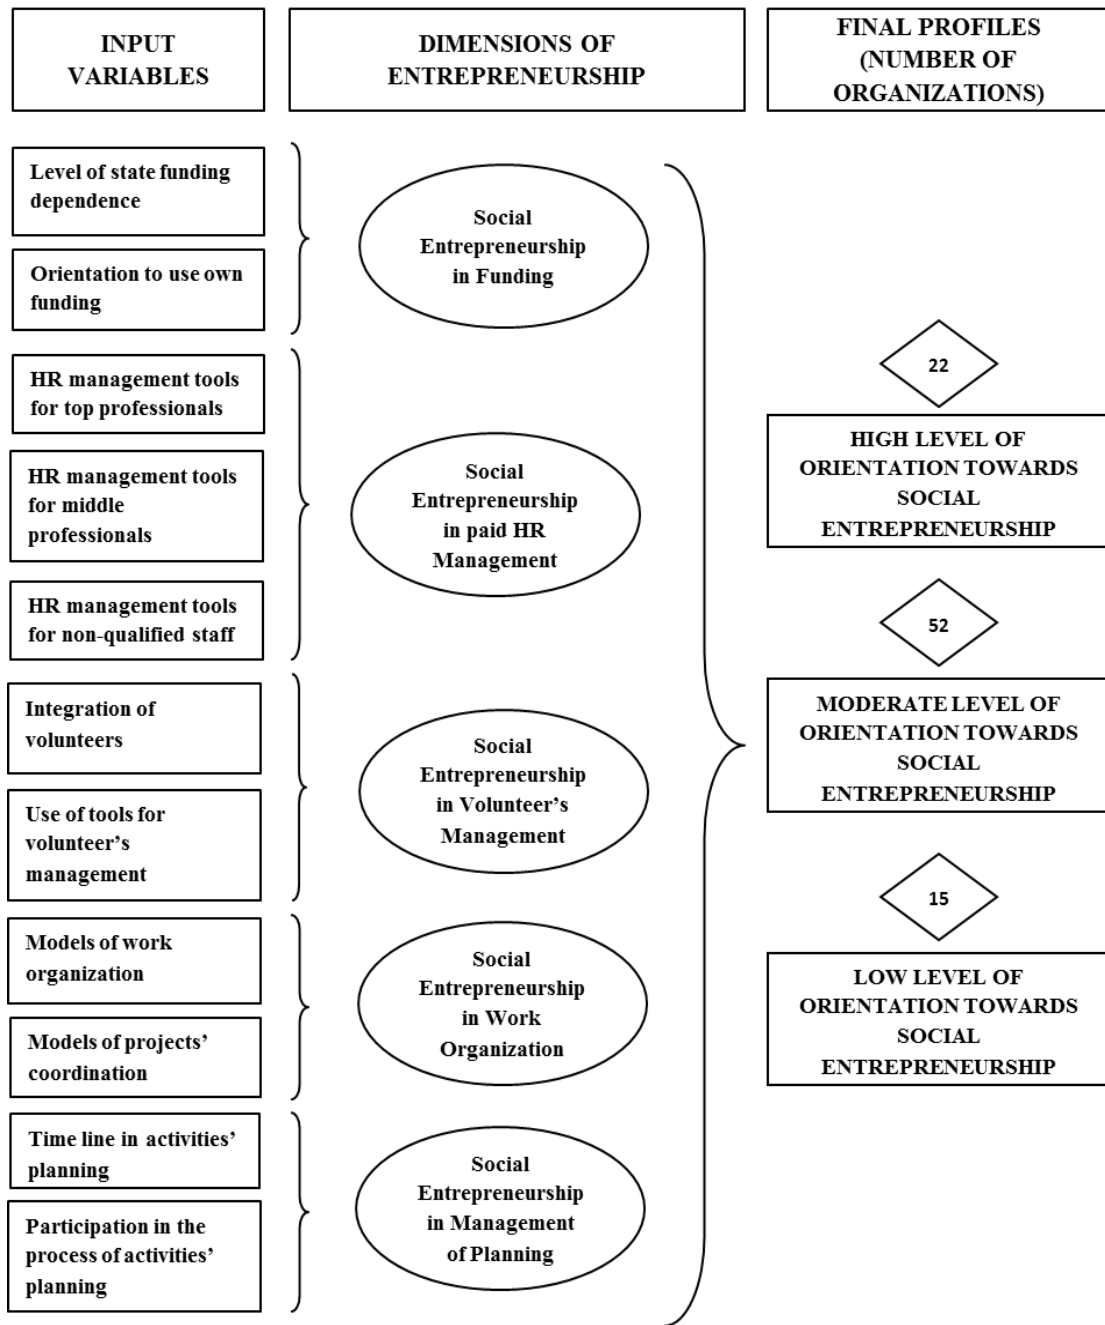 INPUT
VARIABLES
DIMENSIONS OF
ENTREPRENEURSHIP
FINAL PROFILES
(NUMBER OF
ORGANIZATIONS)
Level of state funding
dependence
Orientation to use own
funding
HR management tools
for top professionals
HR management tools
for middle
professionals
HR management tools
for non-qualified staff
Integration of
volunteers
Use of tools for
volunteer’s
management
Models of work
organization
Models of projects’
coordination
Time line in activities’
planning
Participation in the
process of activities’
planning
Social
Entrepreneurship
in Funding
Social
Entrepreneurship
in paid HR
Management
Social
Entrepreneurship
in Volunteer’s
Management
Social
Entrepreneurship
in Work
Organization
Social
Entrepreneurship
in Management
of Planning
22
HIGH LEVEL OF
ORIENTATION TOWARDS
SOCIAL
ENTREPRENEURSHIP
52
MODERATE LEVEL OF
ORIENTATION TOWARDS
SOCIAL
ENTREPRENEURSHIP
15
LOW LEVEL OF
ORIENTATION TOWARDS
SOCIAL
ENTREPRENEURSHIP